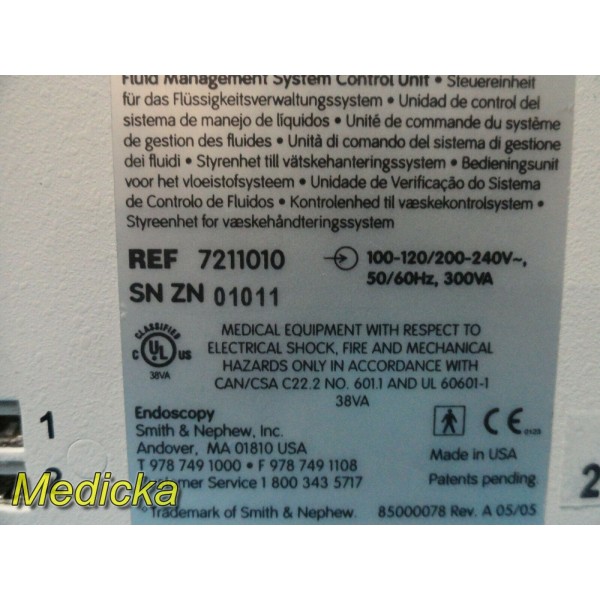 Fluid Management System Control Unit • Steuereinheit
für das Flüssigkeitsverwaltungssystem • Unidad de control del
sistema de manejo de líquidos • Unité de commande du système
de gestion des fluides • Unità di comando del sistema di gestione
dei fluidi • Styrenhet till vätskehanteringssystem • Bedieningsunit
voor het vloeistofsysteem • Unidade de Verificação do Sistema
de Controlo de Fluidos • Kontrolenhed til væskekontrolsystem •
Styreenhet for væskehåndteringssystem
REF 7211010
100-120/200-240V~,
50/60Hz, 300VA
SN ZN 01011
CLASSIFIED
C UL US
38VA
MEDICAL EQUIPMENT WITH RESPECT TO
ELECTRICAL SHOCK, FIRE AND MECHANICAL
HAZARDS ONLY IN ACCORDANCE WITH
CAN/CSA C22.2 NO. 601.1 AND UL 60601-1
38VA
Endoscopy
Smith & Nephew, Inc.
Andover, MA 01810 USA
T 978 749 1000 • F 978 749 1108
omer Service 1 800 343 5717
Trademark of Smith & Nephew.
CE
Made in USA
Patents pending
85000078 Rev. A 05/05
1
2
2
Medicka